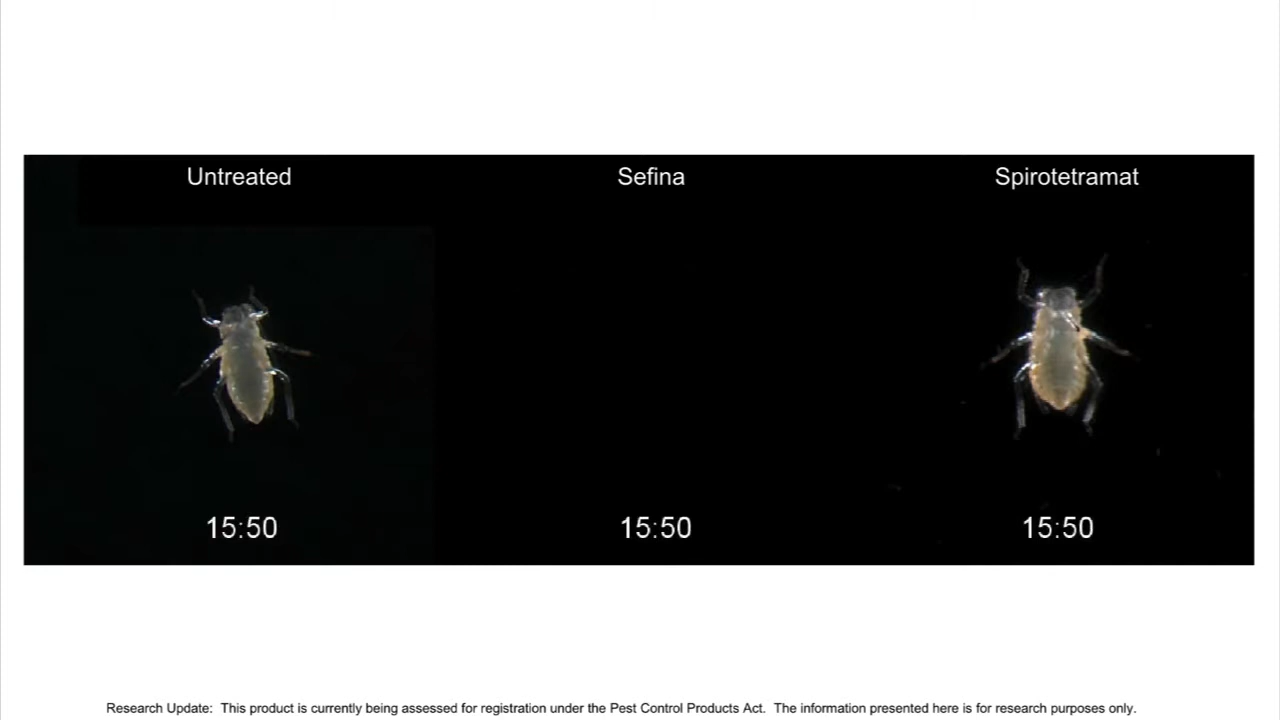 Untreated Sefina Spirotetramat
15:50 15:50 15:50
Research Update:  This product is currently being assessed for registration under the Pest Control Products Act.  The information presented here is for research purposes only.